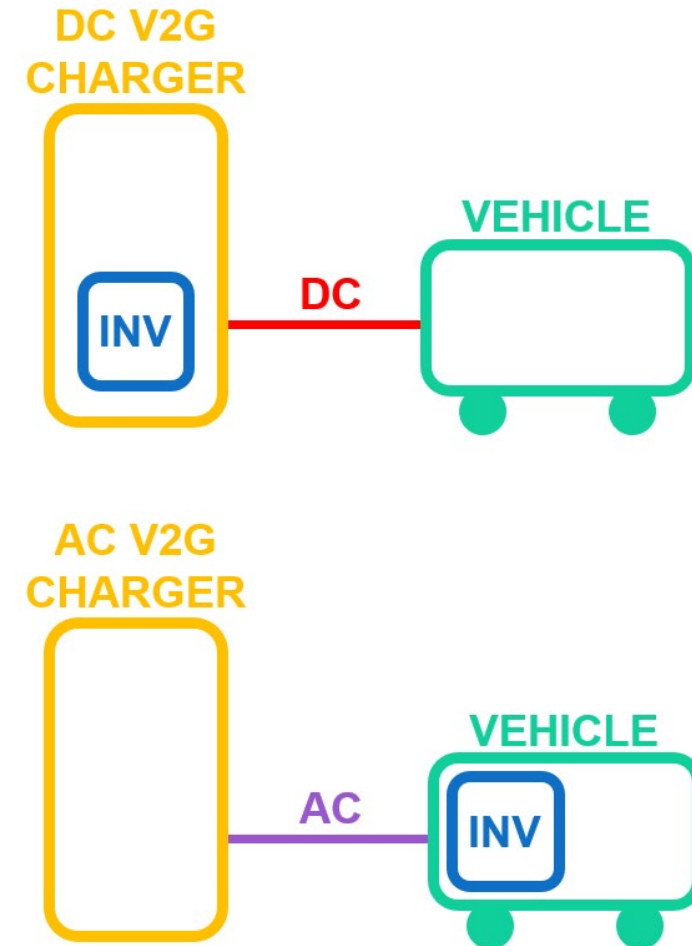 DC V2G
CHARGER
VEHICLE
DC
INV
AC V2G
CHARGER
VEHICLE
AC
INV